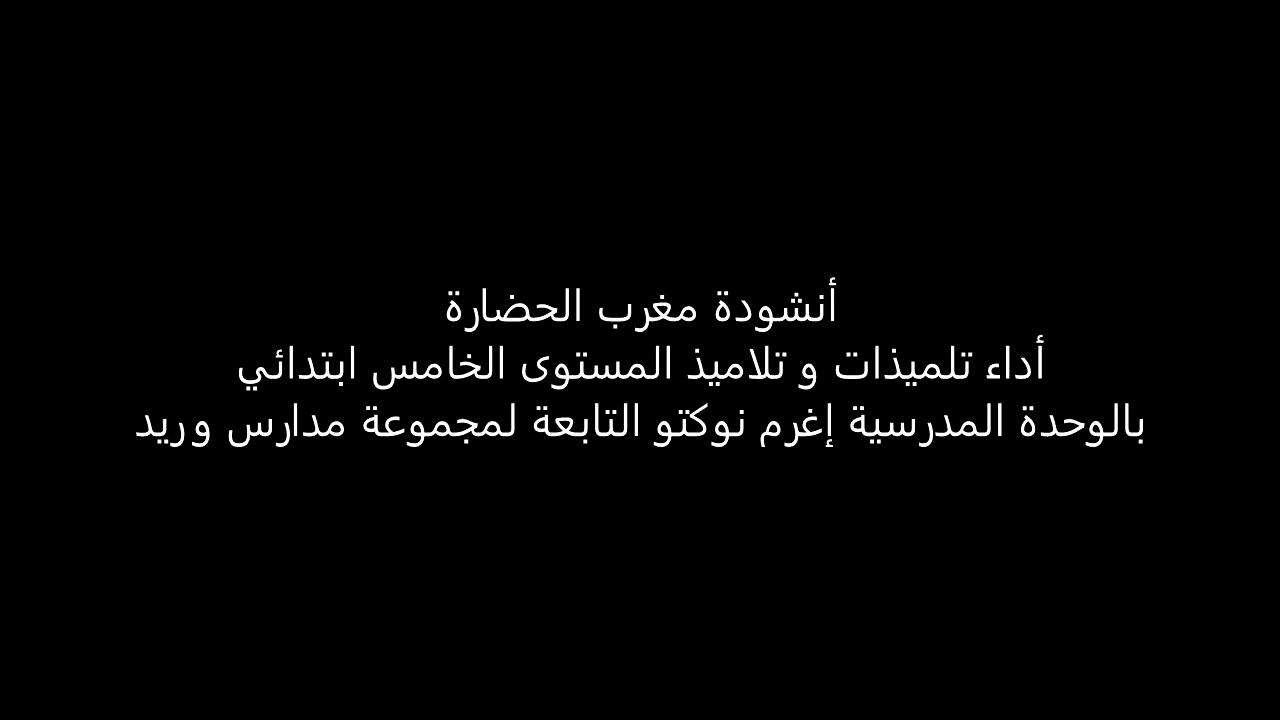 أنشودة مغرب الحضارة
أداء تلميذات و تلاميذ المستوى الخامس ابتدائي
بالوحدة المدرسية إغرم نوكتو التابعة لمجموعة مدارس وريد